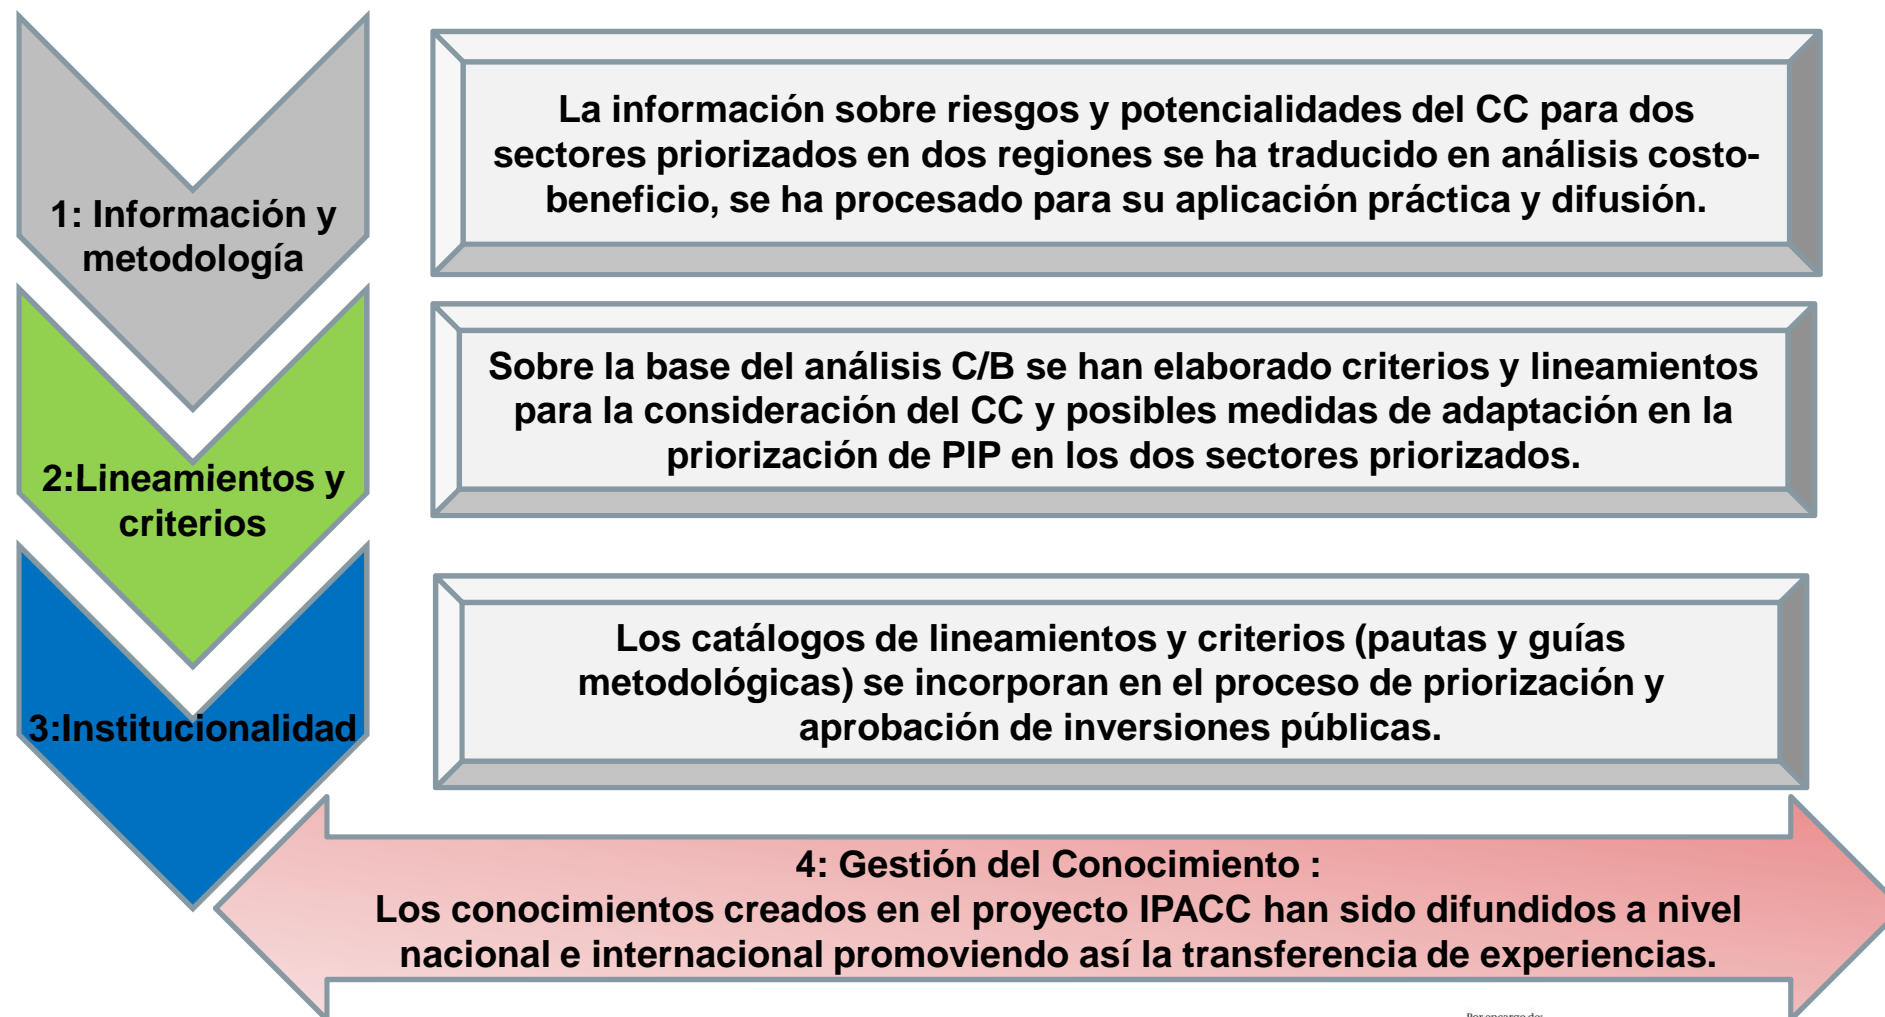 1: Información y
metodología
La información sobre riesgos y potencialidades del CC para dos
sectores priorizados en dos regiones se ha traducido en análisis costo-
beneficio, se ha procesado para su aplicación práctica y difusión.
2:Lineamientos y
criterios
Sobre la base del análisis C/B se han elaborado criterios y lineamientos
para la consideración del CC y posibles medidas de adaptación en la
priorización de PIP en los dos sectores priorizados.
3:Institucionalidad
Los catálogos de lineamientos y criterios (pautas y guías
metodológicas) se incorporan en el proceso de priorización y
aprobación de inversiones públicas.
4: Gestión del Conocimiento :
Los conocimientos creados en el proyecto IPACC han sido difundidos a nivel
nacional e internacional promoviendo así la transferencia de experiencias.
Por encargo de: